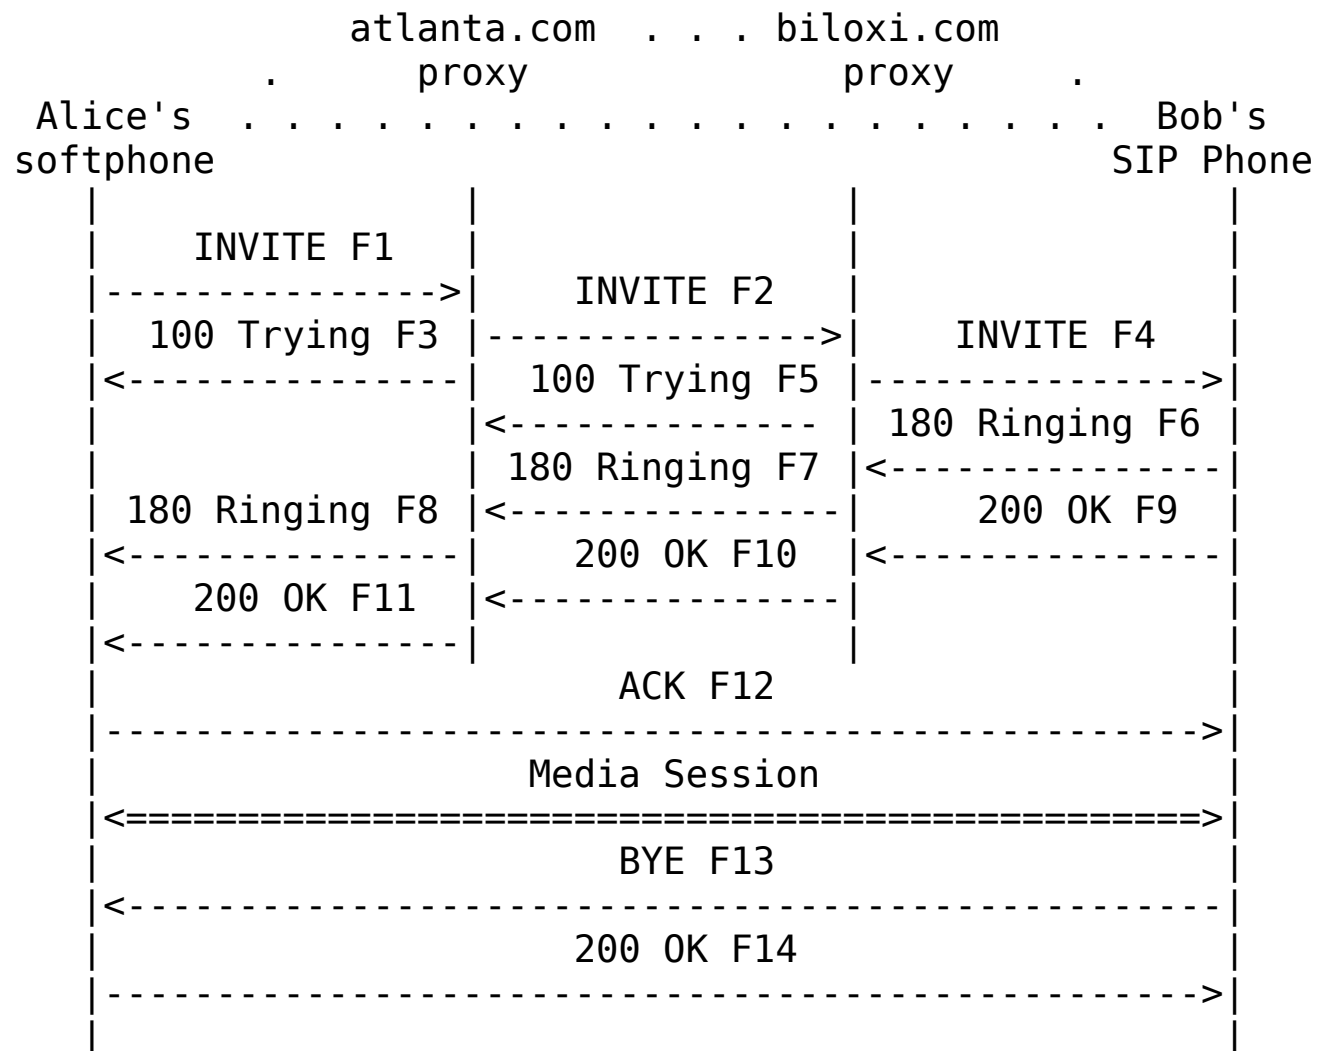 atlanta.com  . . . biloxi.com
.      proxy              proxy     .
Alice's  . . . . . . . . . . . . . . . . . . . .  Bob's
softphone                                        SIP Phone
|                |                |                |
|    INVITE F1   |                |                |
|--------------->|    INVITE F2   |                |
|  100 Trying F3 |--------------->|    INVITE F4   |
|<---------------|  100 Trying F5 |--------------->|
|                |<-------------- | 180 Ringing F6 |
|                | 180 Ringing F7 |<---------------|
| 180 Ringing F8 |<---------------|     200 OK F9  |
|<---------------|    200 OK F10  |<---------------|
|    200 OK F11  |<---------------|                |
|<---------------|                |                |
|                       ACK F12                    |
|------------------------------------------------->|
|                   Media Session                  |
|<================================================>|
|                       BYE F13                    |
|<-------------------------------------------------|
|                     200 OK F14                   |
|------------------------------------------------->|
|                                                  |